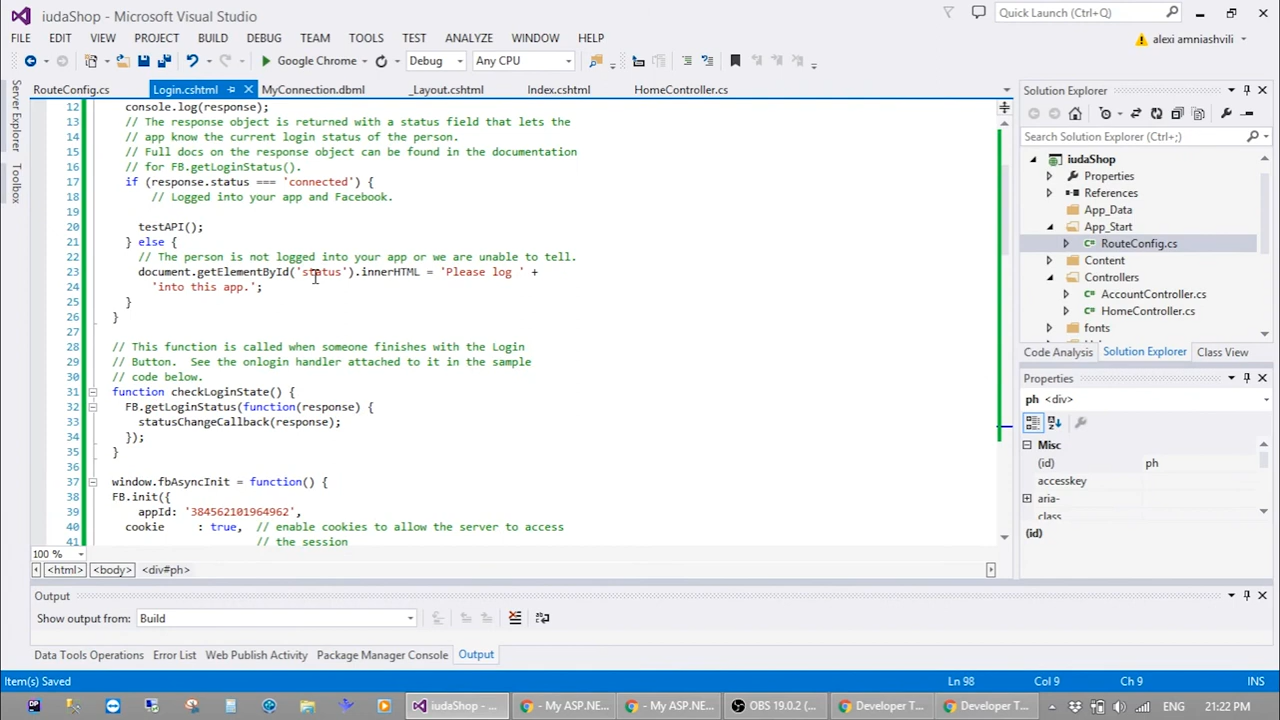 iudaShop - Microsoft Visual Studio
Quick Launch (Ctrl+Q)
FILE EDIT VIEW PROJECT BUILD DEBUG TEAM TOOLS TEST ANALYZE WINDOW HELP
alexi amniashvili
Google Chrome Debug Any CPU
Server Explorer
Toolbox
RouteConfig.cs Login.cshtml MyConnection.dbml _Layout.cshtml Index.cshtml HomeController.cs
12 console.log(response);
13 // The response object is returned with a status field that lets the
14 // app know the current login status of the person.
15 // Full docs on the response object can be found in the documentation
16 // for FB.getLoginStatus().
17 if (response.status === 'connected') {
18 // Logged into your app and Facebook.
19
20 testAPI();
21 } else {
22 // The person is not logged into your app or we are unable to tell.
23 document.getElementById('status').innerHTML = 'Please log ' +
24 'into this app.';
25 }
26 }
27
28 // This function is called when someone finishes with the Login
29 // Button.  See the onlogin handler attached to it in the sample
30 // code below.
31 function checkLoginState() {
32 FB.getLoginStatus(function(response) {
33 statusChangeCallback(response);
34 });
35 }
36
37 window.fbAsyncInit = function() {
38 FB.init({
39 appId: '384562101964962',
40 cookie     : true,  // enable cookies to allow the server to access
41 // the session
100 %
<html> <body> <div#ph>
Solution Explorer
Search Solution Explorer (Ctrl+;)
iudaShop
Properties
References
App_Data
App_Start
RouteConfig.cs
Content
Controllers
AccountController.cs
HomeController.cs
fonts
Code Analysis Solution Explorer Class View
Properties
ph <div>
Misc
(id) ph
accesskey
aria-
class
(id)
Output
Show output from: Build
Data Tools Operations Error List Web Publish Activity Package Manager Console Output
Item(s) Saved Ln 98 Col 9 Ch 9 INS
iudaShop - ... - My ASP.NE... - My ASP.NE... OBS 19.0.2 (... Developer T... Developer T... ENG 21:22 PM